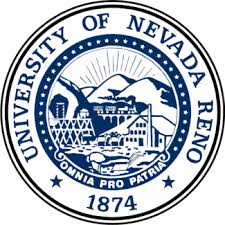 UNIVERSITY OF NEVADA RENO
OMNIA PRO PATRIA
1874